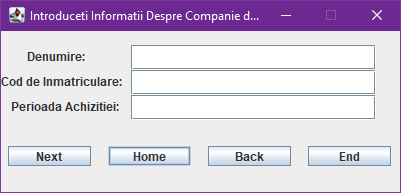 Introduceti Informatii Despre Companie d...
Denumire:
Cod de Inmatriculare:
Perioada Achizitiei:
Next Home Back End